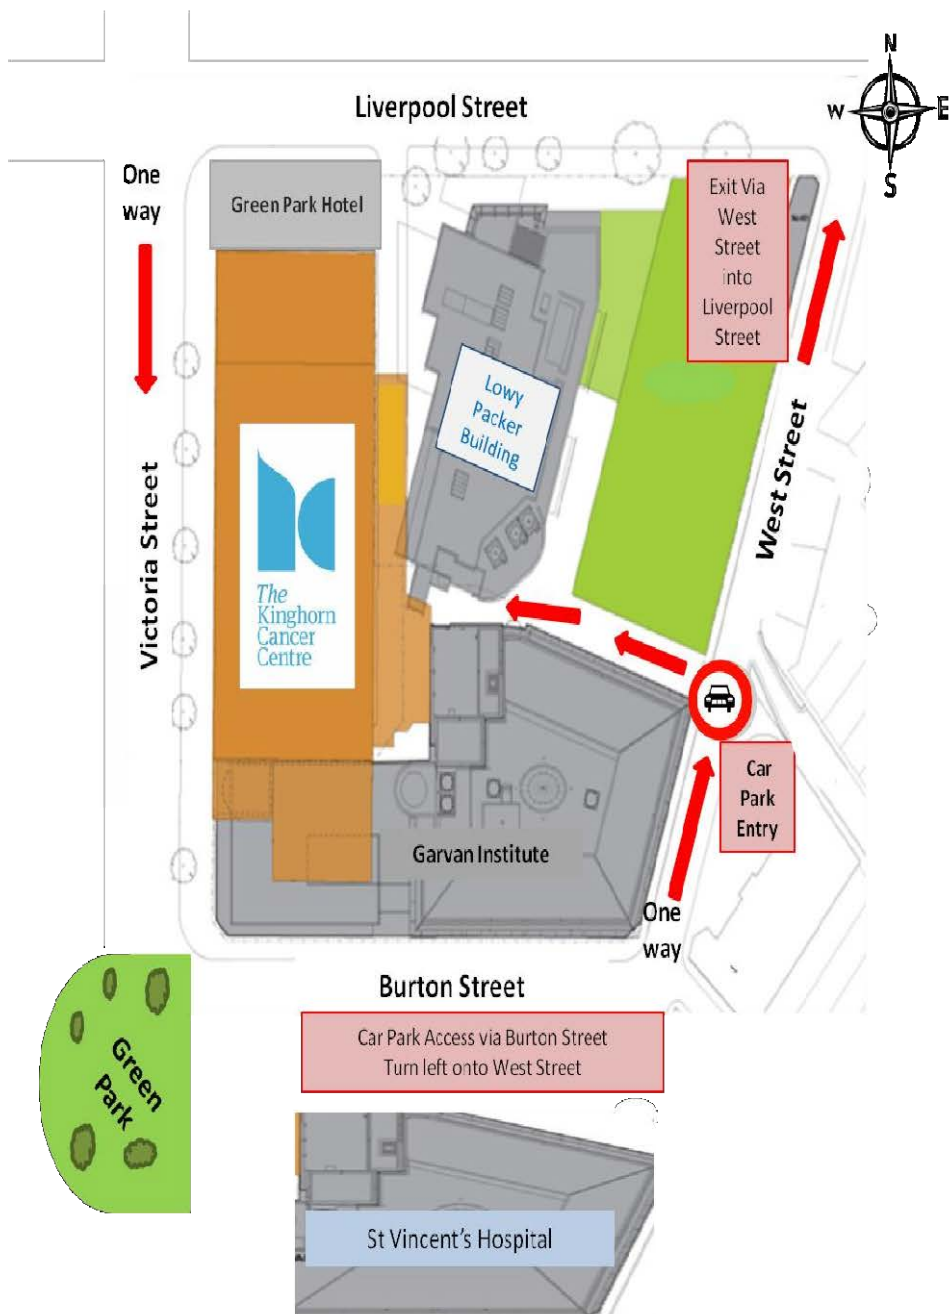 N
W
E
S
Liverpool Street
One
way
Green Park Hotel
Exit Via
West
Street
into
Liverpool
Street
Lowy
Packer
Building
West Street
Victoria Street
The
Kinghorn
Cancer
Centre
Car
Park
Entry
Garvan Institute
One
way
Burton Street
Car Park Access via Burton Street
Turn left onto West Street
Green
Park
St Vincent's Hospital